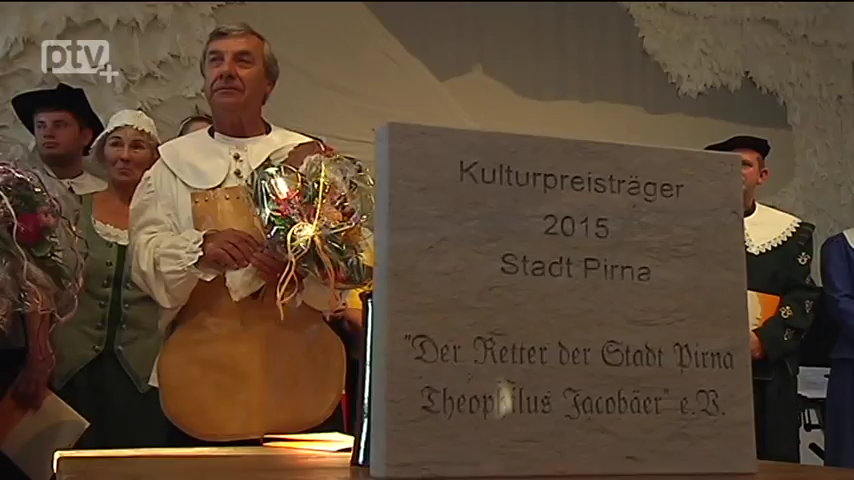 ptv+
Kulturpreisträger
2015
Stadt Pirna
"Der Retter der Stadt Pirna
Theophilus Jacobäer" e.V.